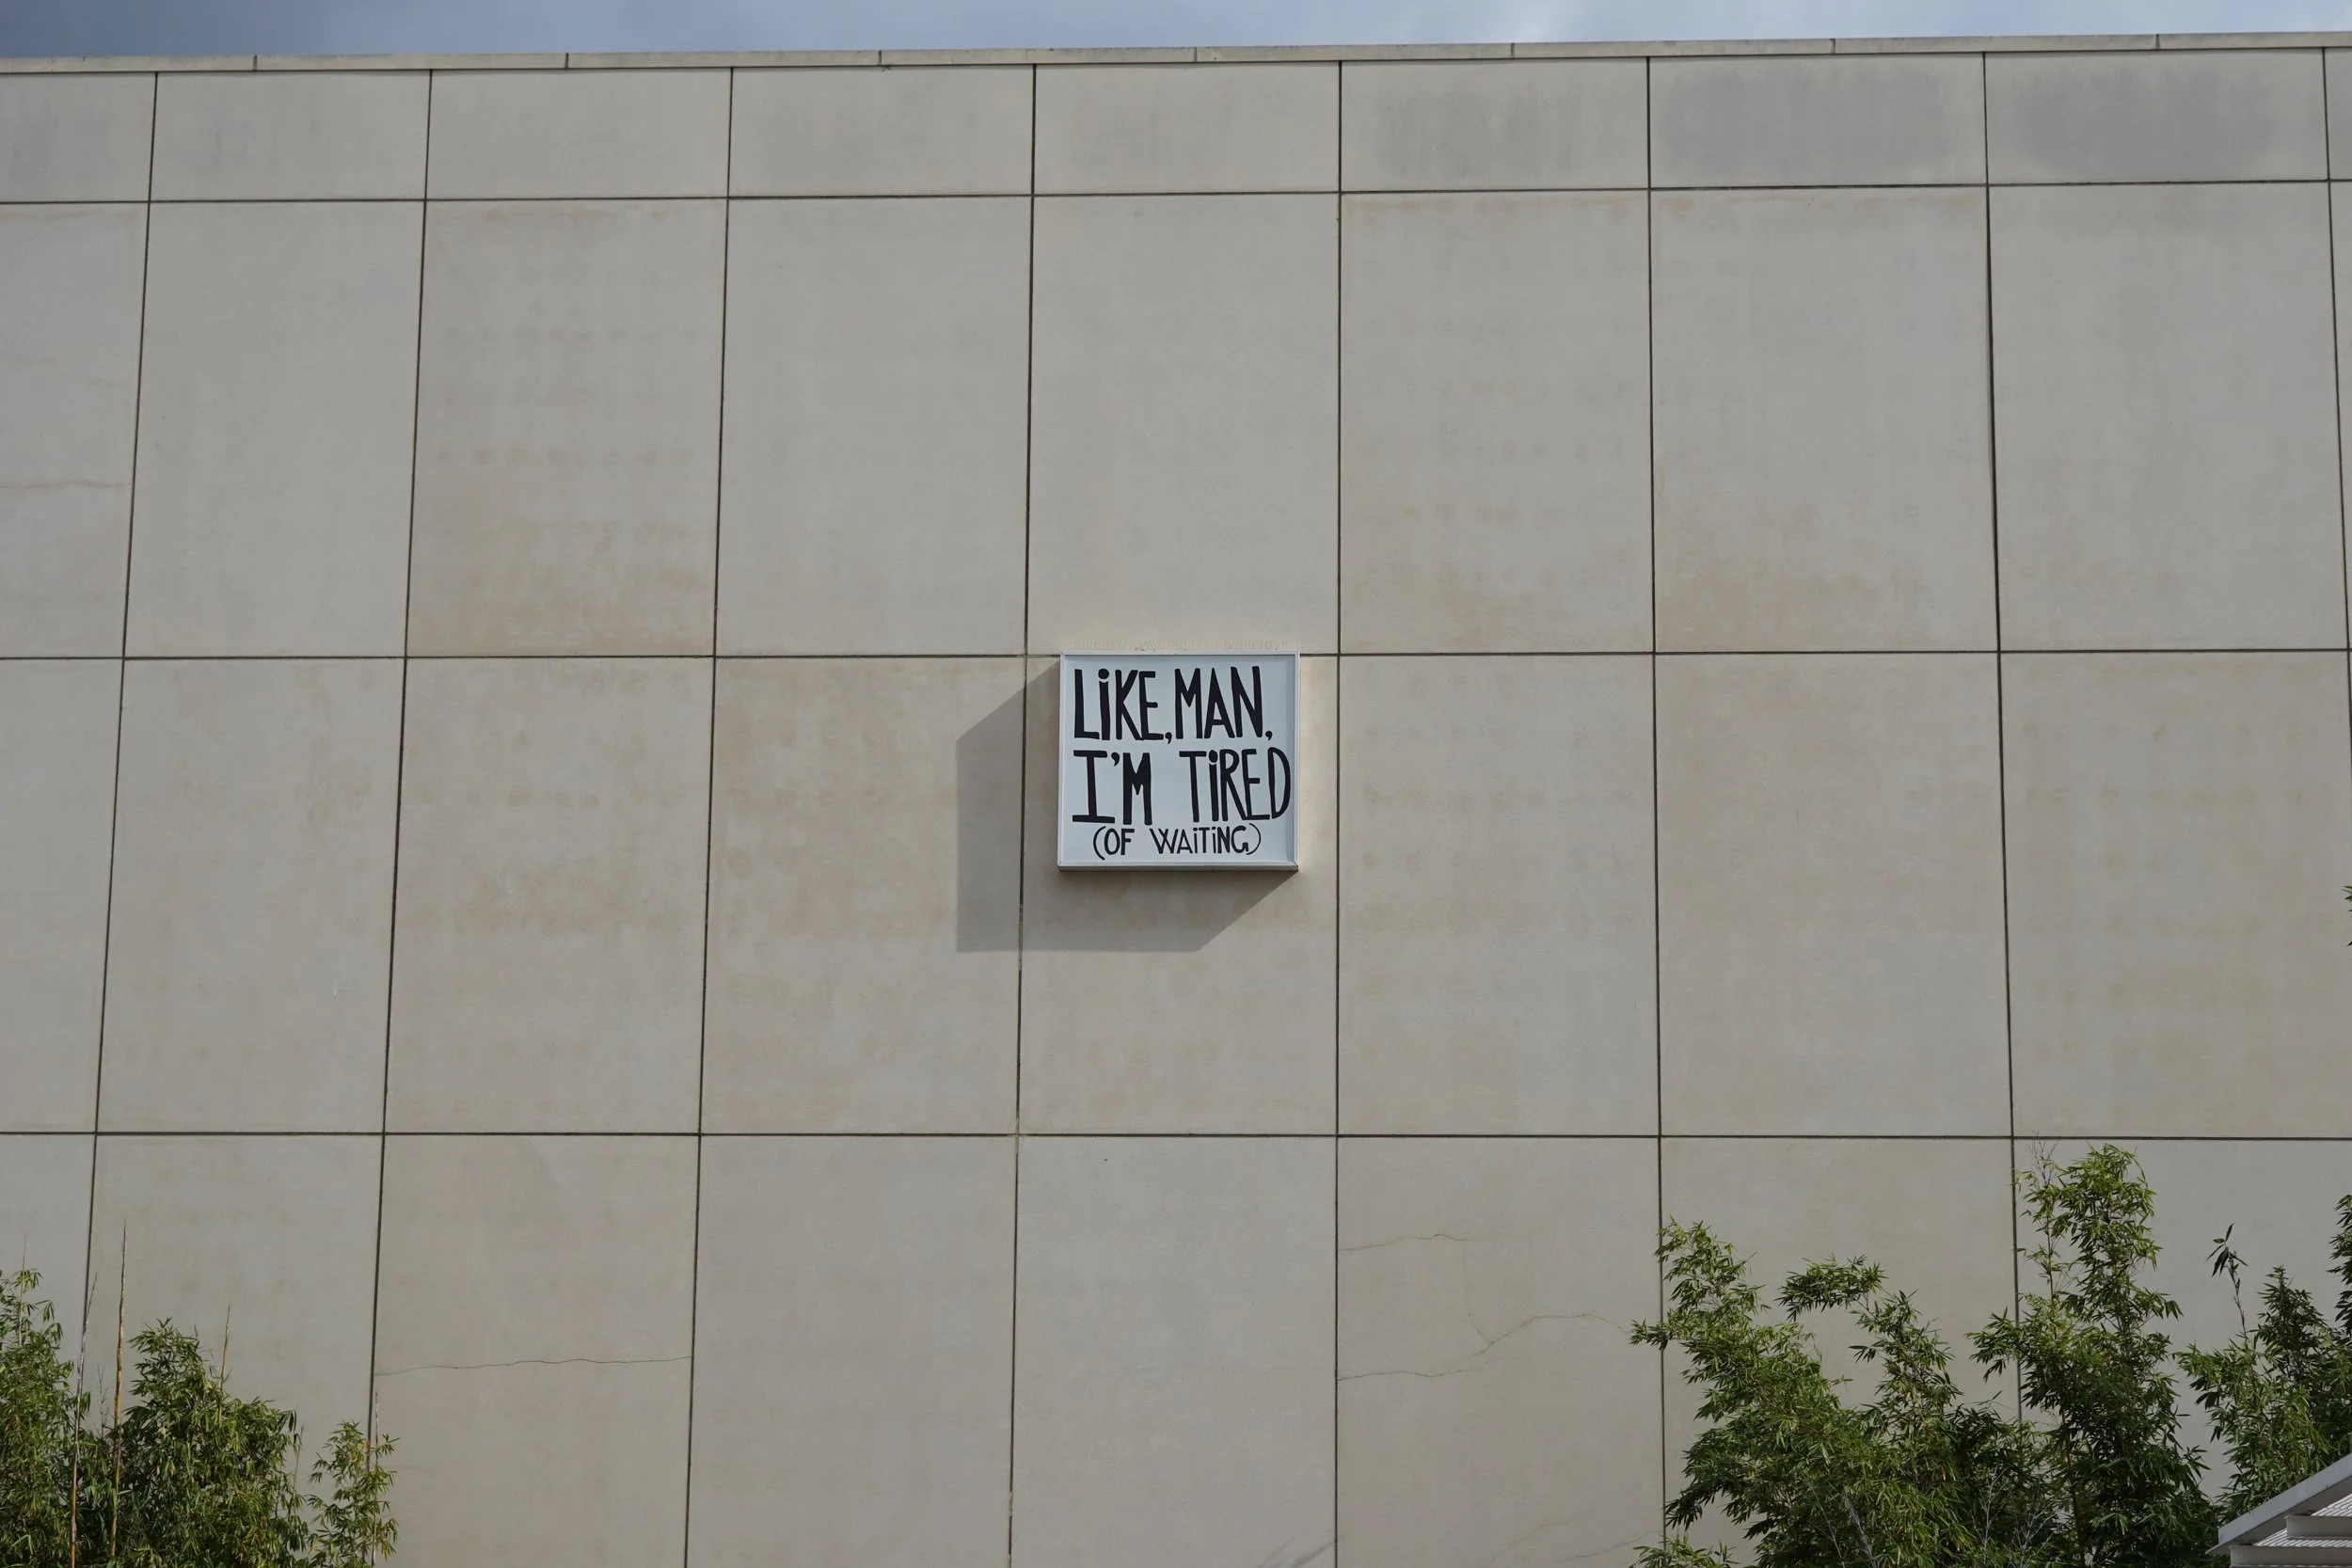 LiKE, MAN,
I'M TiRED
(OF WAiTiNG)